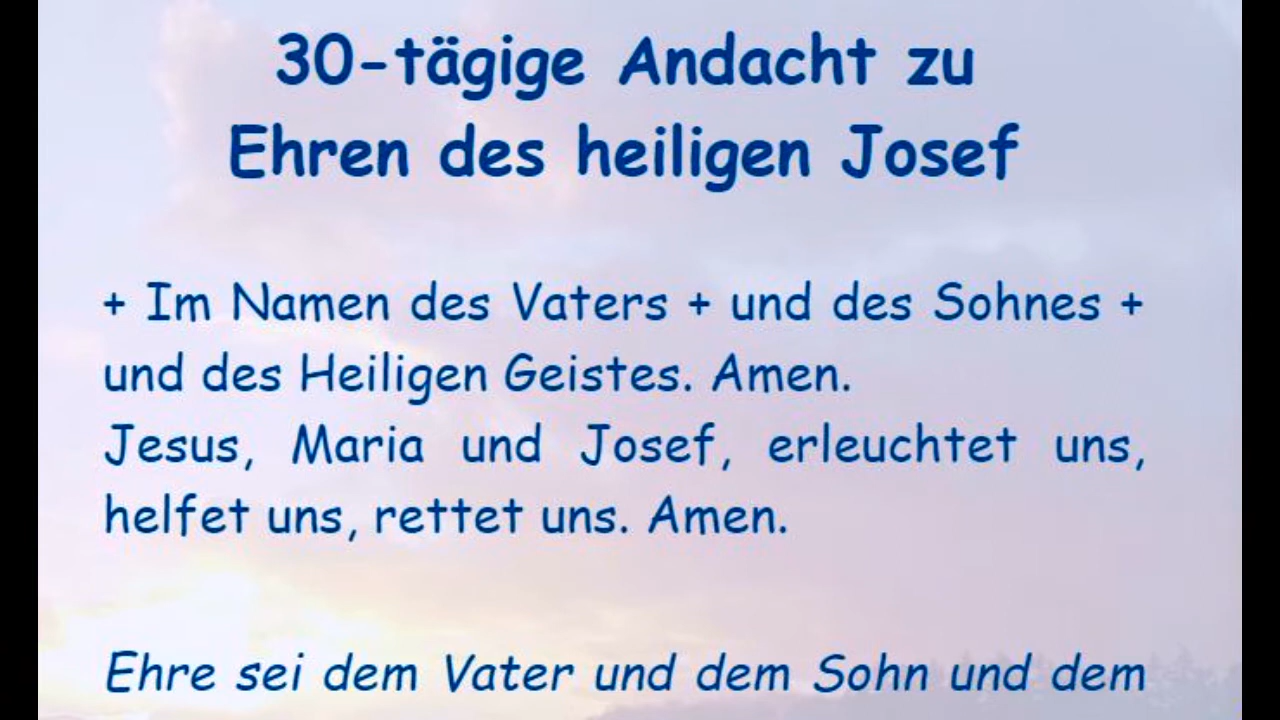 30-tägige Andacht zu
Ehren des heiligen Josef
+ Im Namen des Vaters + und des Sohnes +
und des Heiligen Geistes. Amen.
Jesus, Maria und Josef, erleuchtet uns,
helfet uns, rettet uns. Amen.
Ehre sei dem Vater und dem Sohn und dem